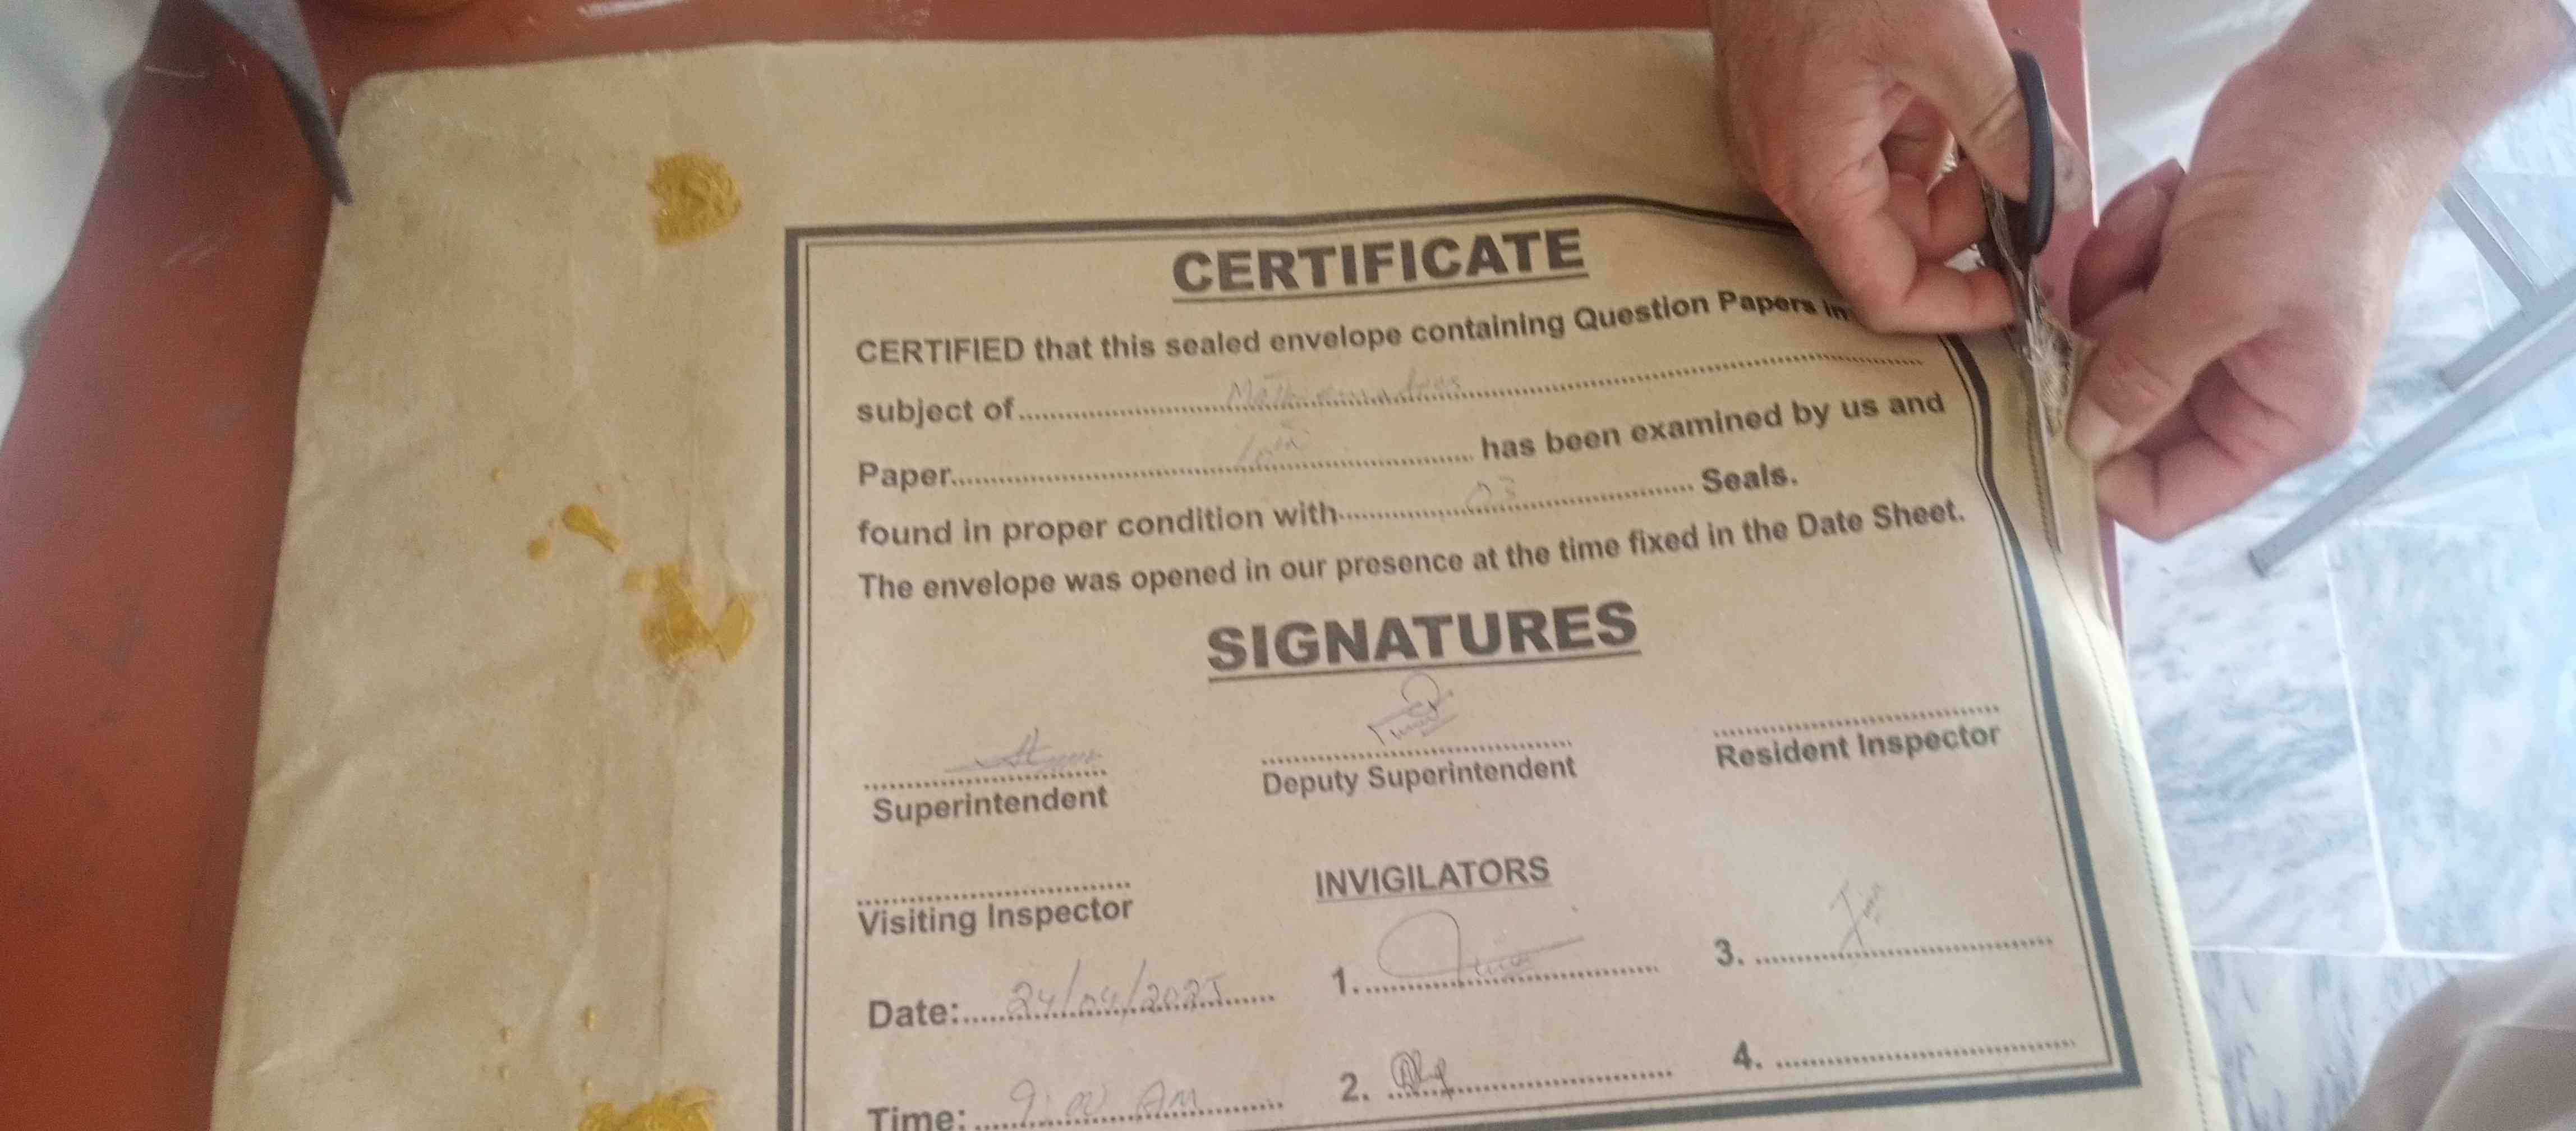 CERTIFICATE
CERTIFIED that this sealed envelope containing Question Papers in
subject of Mathematics
Paper 10th has been examined by us and
found in proper condition with 03 Seals.
The envelope was opened in our presence at the time fixed in the Date Sheet.
SIGNATURES
Superintendent
Deputy Superintendent
Resident Inspector
Visiting Inspector
INVIGILATORS
Date: 24/04/2025
1.
3.
Time: 9:00 AM
2.
4.